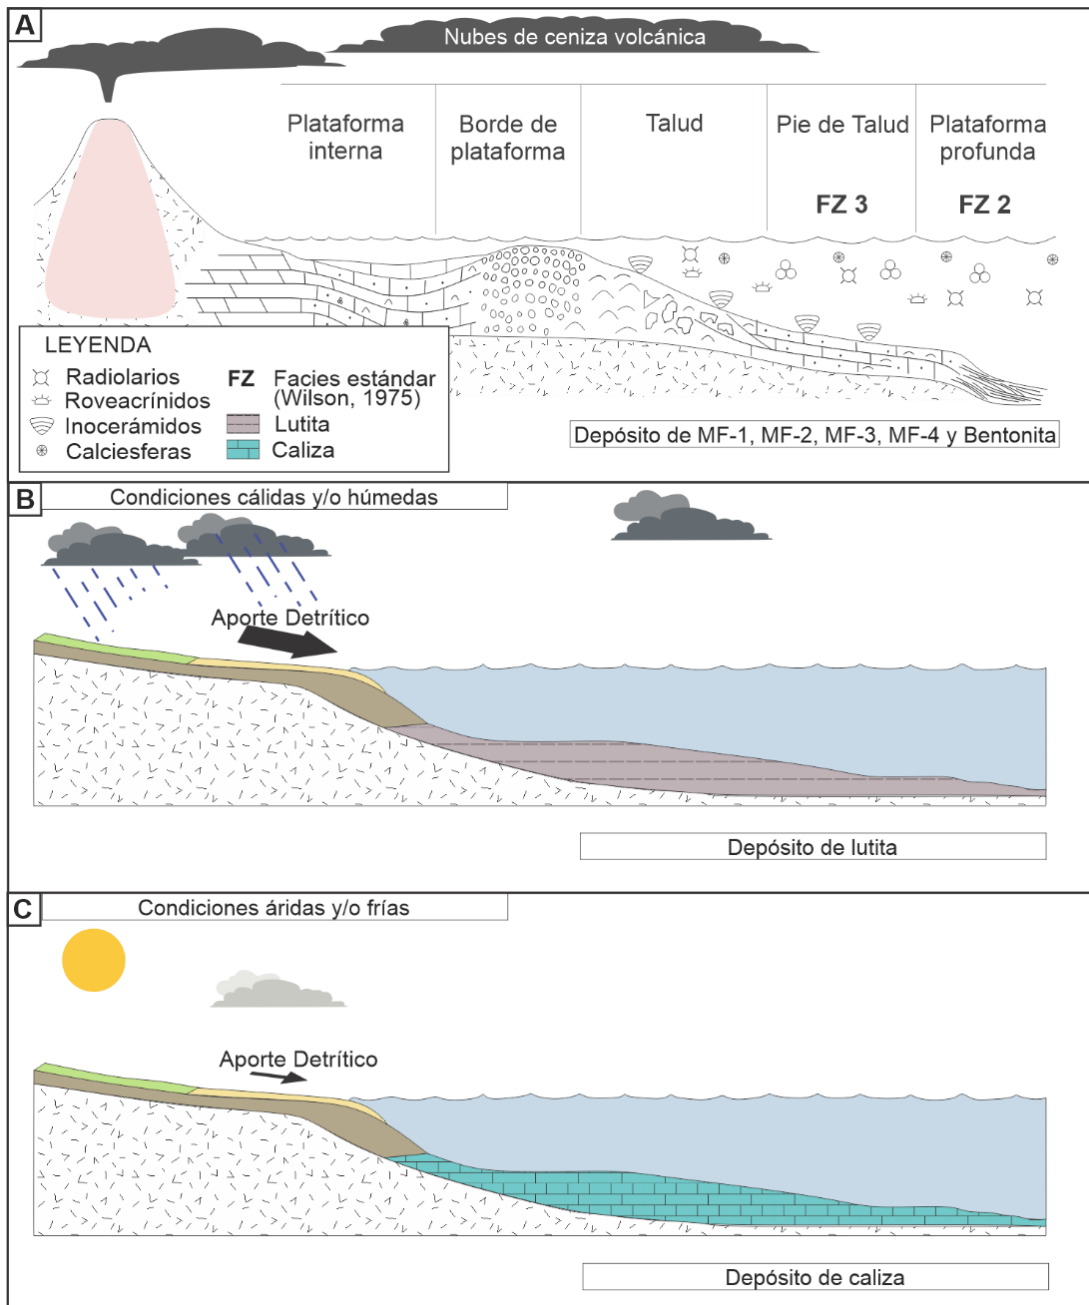 A
Nubes de ceniza volcánica
Plataforma
interna
Borde de
plataforma
Talud
Pie de Talud
FZ 3
Plataforma
profunda
FZ 2
LEYENDA
Radiolarios
Roveacrínidos
Inocerámidos
Calciesferas
FZ Facies estándar
(Wilson, 1975)
Lutita
Caliza
Depósito de MF-1, MF-2, MF-3, MF-4 y Bentonita
B
Condiciones cálidas y/o húmedas
Aporte Detrítico
Depósito de lutita
C
Condiciones áridas y/o frías
Aporte Detrítico
Depósito de caliza